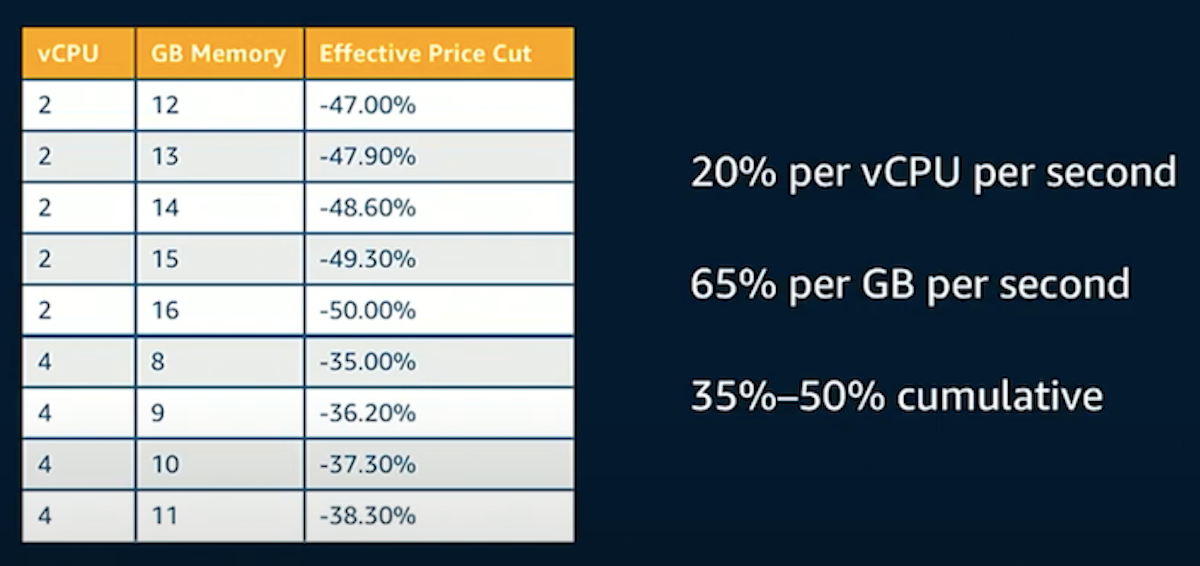 vCPU GB Memory Effective Price Cut
2 12 -47.00%
2 13 -47.90%
2 14 -48.60%
2 15 -49.30%
2 16 -50.00%
4 8 -35.00%
4 9 -36.20%
4 10 -37.30%
4 11 -38.30%
20% per vCPU per second
65% per GB per second
35%–50% cumulative